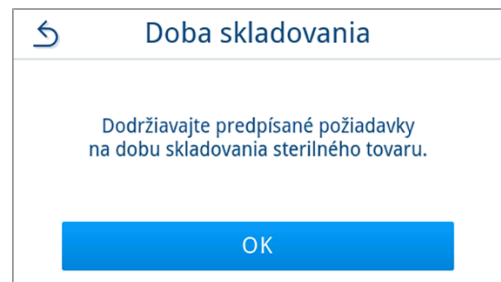 Doba skladovania
Dodržiavajte predpísané požiadavky
na dobu skladovania sterilného tovaru.
OK